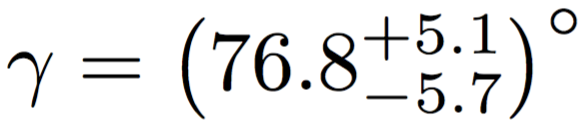 γ = (76.8^{+5.1}_{-5.7})^∘